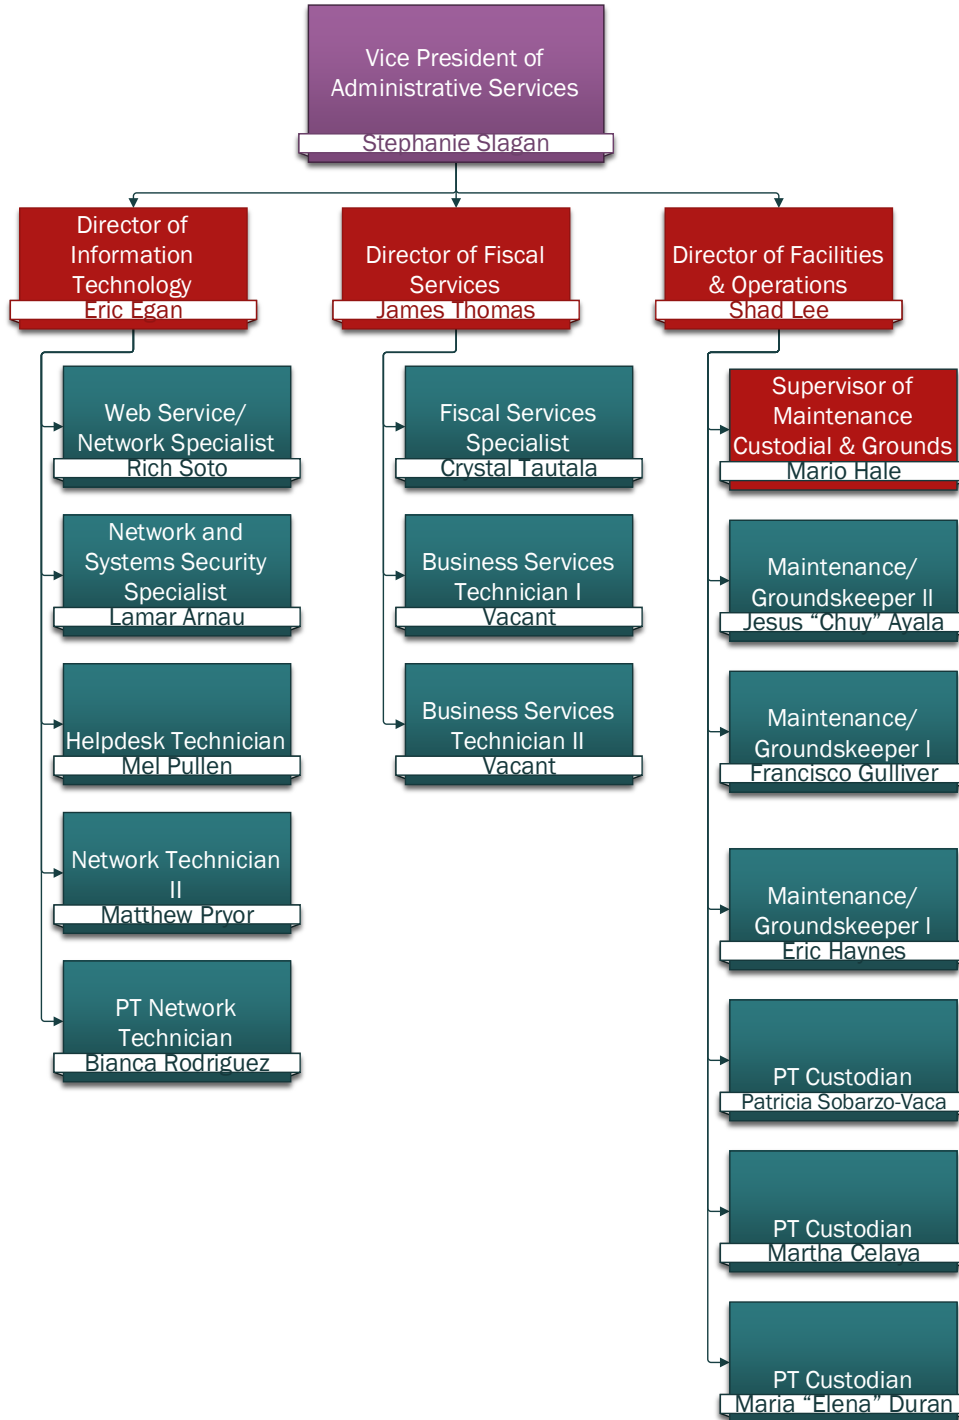 Vice President of
Administrative Services
Stephanie Slagan
Director of
Information
Technology
Eric Egan
Director of Fiscal
Services
James Thomas
Director of Facilities
& Operations
Shad Lee
Web Service/
Network Specialist
Rich Soto
Network and
Systems Security
Specialist
Lamar Arnau
Helpdesk Technician
Mel Pullen
Network Technician
II
Matthew Pryor
PT Network
Technician
Bianca Rodriguez
Fiscal Services
Specialist
Crystal Tautala
Business Services
Technician I
Vacant
Business Services
Technician II
Vacant
Supervisor of
Maintenance
Custodial & Grounds
Mario Hale
Maintenance/
Groundskeeper II
Jesus “Chuy” Ayala
Maintenance/
Groundskeeper I
Francisco Gulliver
Maintenance/
Groundskeeper I
Eric Haynes
PT Custodian
Patricia Sobarzo-Vaca
PT Custodian
Martha Celaya
PT Custodian
Maria “Elena” Duran